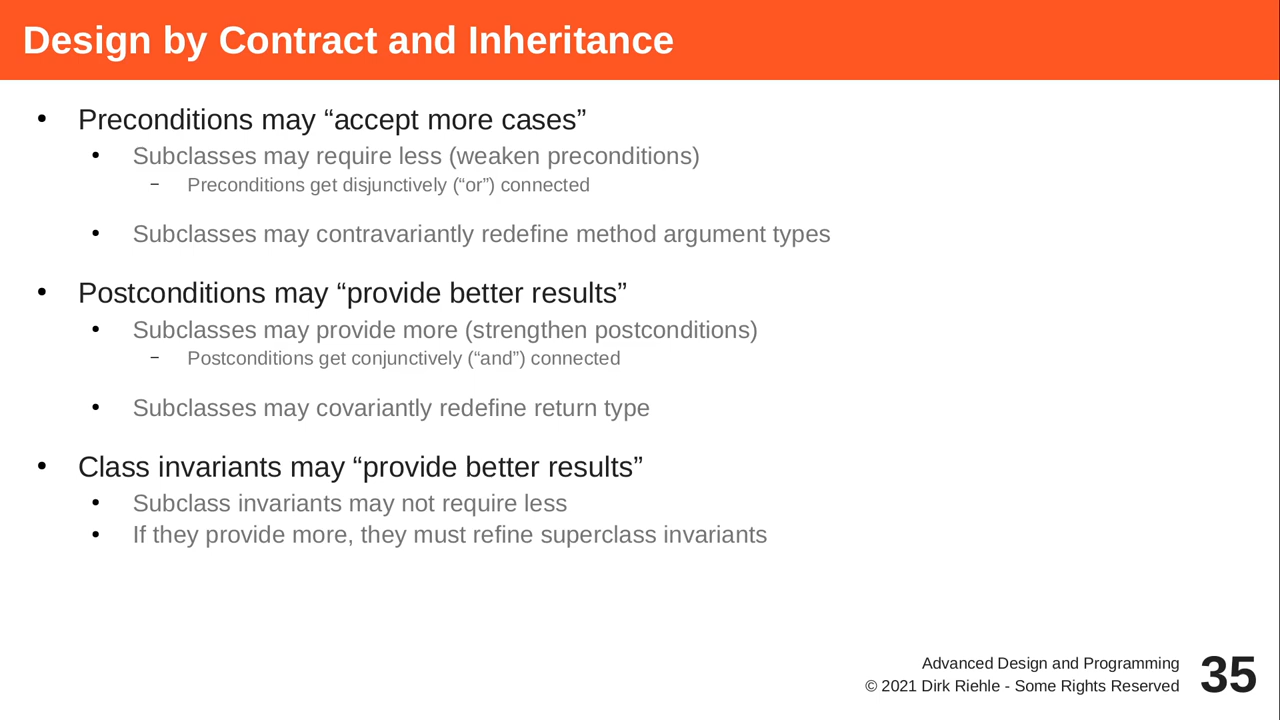 Design by Contract and Inheritance
• Preconditions may “accept more cases”
• Subclasses may require less (weaken preconditions)
– Preconditions get disjunctively (“or”) connected
• Subclasses may contravariantly redefine method argument types
• Postconditions may “provide better results”
• Subclasses may provide more (strengthen postconditions)
– Postconditions get conjunctively (“and”) connected
• Subclasses may covariantly redefine return type
• Class invariants may “provide better results”
• Subclass invariants may not require less
• If they provide more, they must refine superclass invariants
Advanced Design and Programming
© 2021 Dirk Riehle - Some Rights Reserved
35